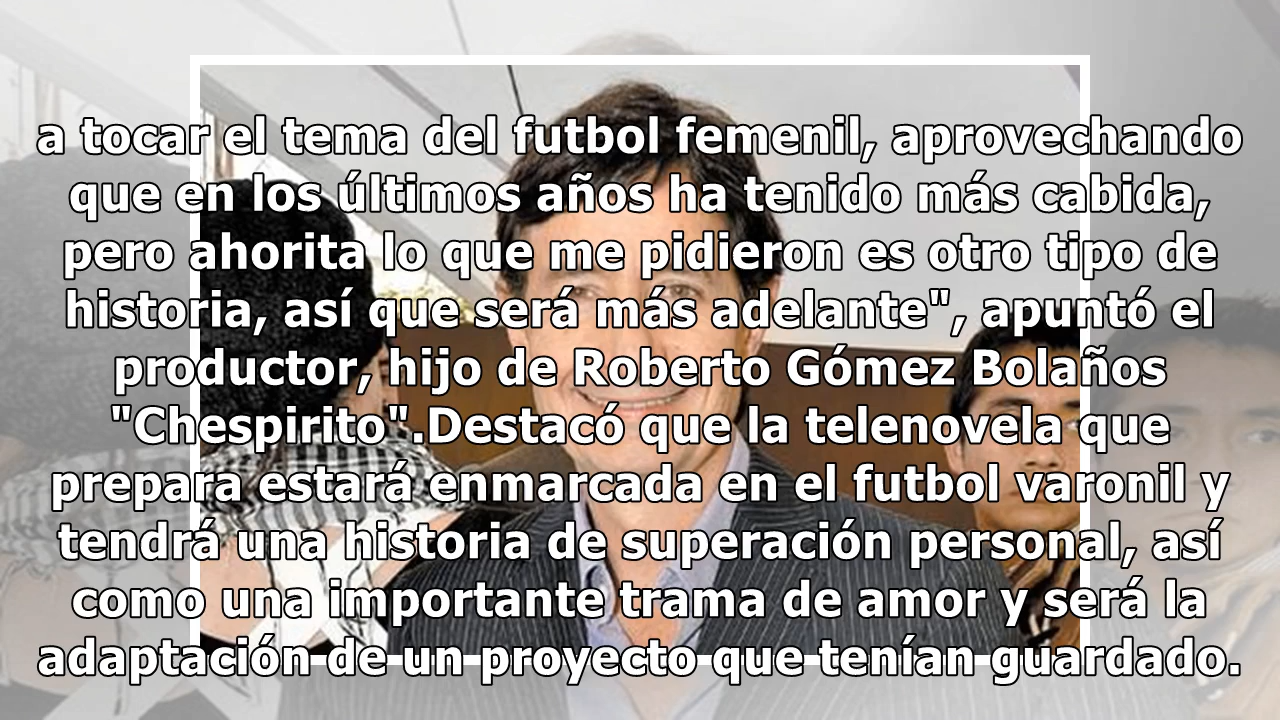 a tocar el tema del futbol femenil, aprovechando
que en los últimos años ha tenido más cabida,
pero ahorita lo que me pidieron es otro tipo de
historia, así que será más adelante", apuntó el
productor, hijo de Roberto Gómez Bolaños
"Chespirito".Destacó que la telenovela que
prepara estará enmarcada en el futbol varonil y
tendrá una historia de superación personal, así
como una importante trama de amor y será la
adaptación de un proyecto que tenían guardado.